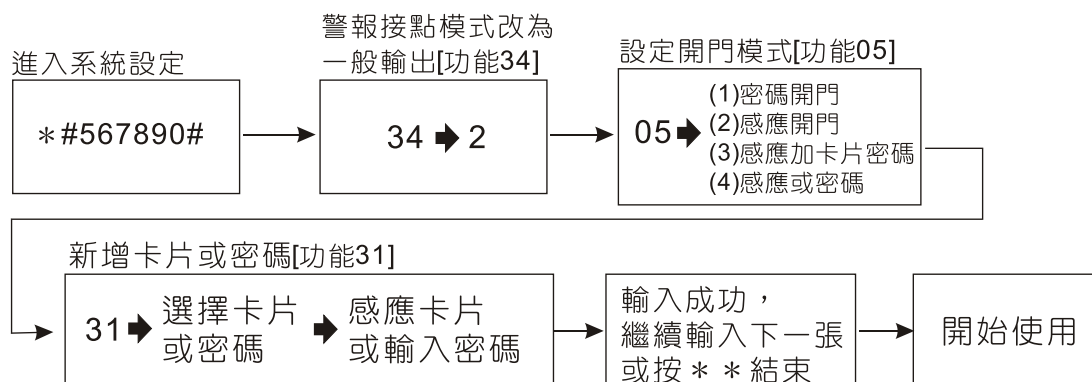 進入系統設定
＊#567890#
警報接點模式改為
一般輸出[功能34]
34 ➧ 2
設定開門模式[功能05]
05➧
(1)密碼開門
(2)感應開門
(3)感應加卡片密碼
(4)感應或密碼
新增卡片或密碼[功能31]
31➧ 選擇卡片
或密碼
➧ 感應卡片
或輸入密碼
輸入成功，
繼續輸入下一張
或按＊＊結束
開始使用